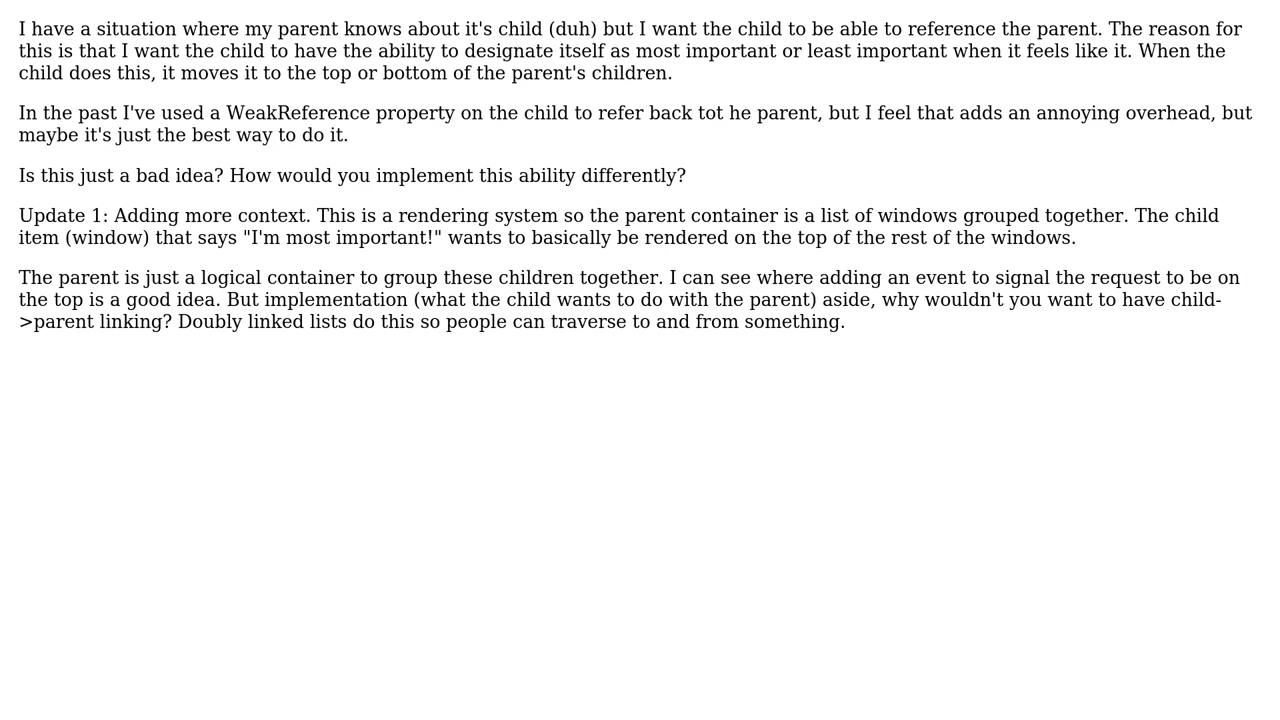 I have a situation where my parent knows about it's child (duh) but I want the child to be able to reference the parent. The reason for
this is that I want the child to have the ability to designate itself as most important or least important when it feels like it. When the
child does this, it moves it to the top or bottom of the parent's children.
In the past I've used a WeakReference property on the child to refer back tot he parent, but I feel that adds an annoying overhead, but
maybe it's just the best way to do it.
Is this just a bad idea? How would you implement this ability differently?
Update 1: Adding more context. This is a rendering system so the parent container is a list of windows grouped together. The child
item (window) that says "I'm most important!" wants to basically be rendered on the top of the rest of the windows.
The parent is just a logical container to group these children together. I can see where adding an event to signal the request to be on
the top is a good idea. But implementation (what the child wants to do with the parent) aside, why wouldn't you want to have child-
>parent linking? Doubly linked lists do this so people can traverse to and from something.